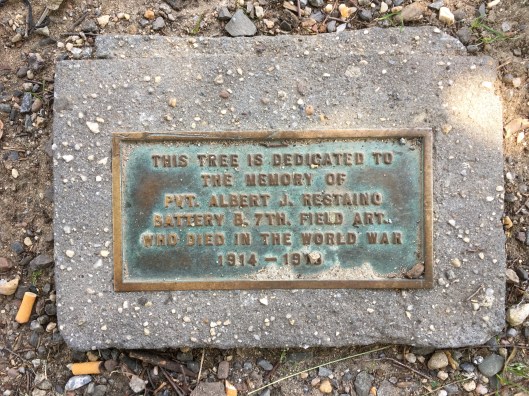 THIS TREE IS DEDICATED TO
THE MEMORY OF
PVT. ALBERT J. RESTAINO
BATTERY B. 7TH. FIELD ART.
WHO DIED IN THE WORLD WAR
1914 – 1918